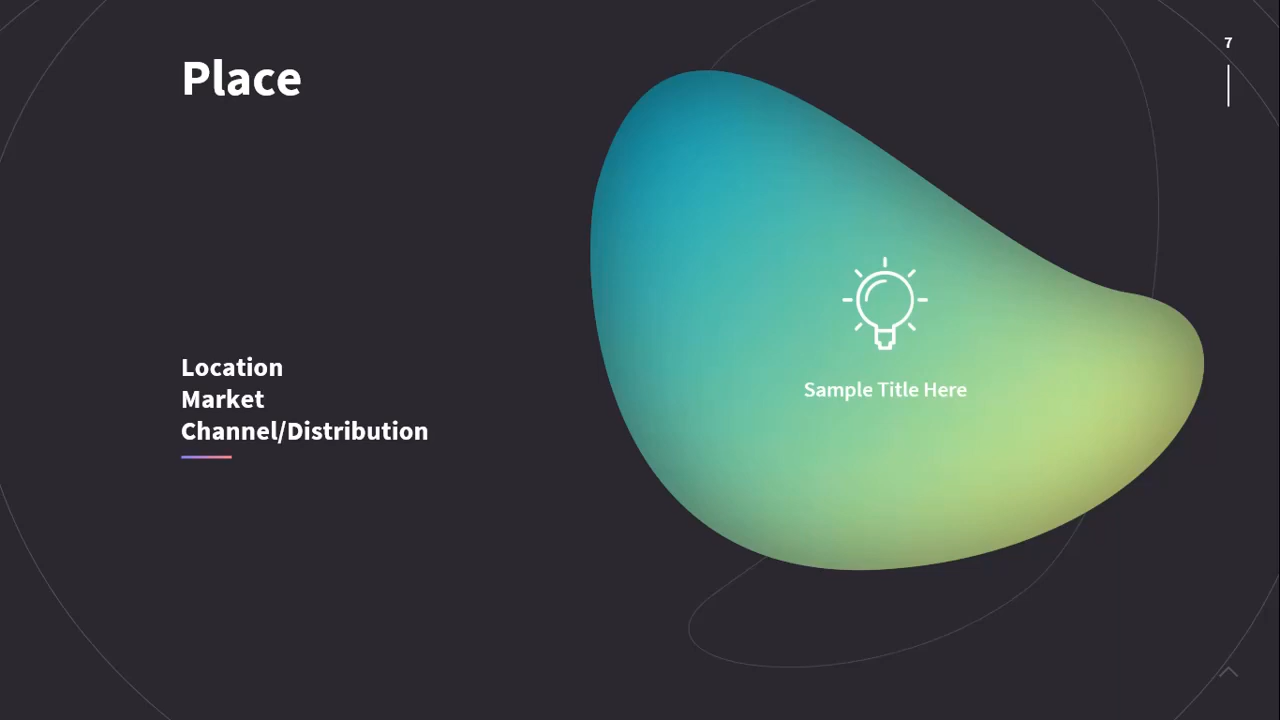 Place
7
Location
Market
Channel/Distribution
Sample Title Here